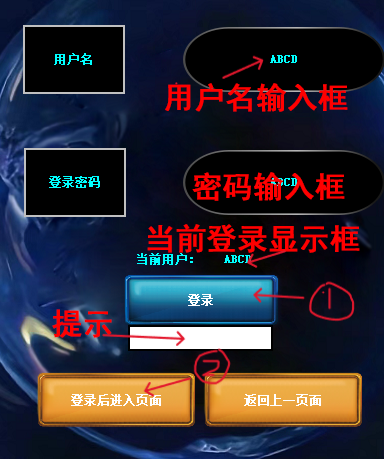 用户名
ABCD
用户名输入框
登录密码
密码输入框
ABCD
当前登录显示框
当前用户：
ABCD
登录
①
提示
②
登录后进入页面
返回上一页面